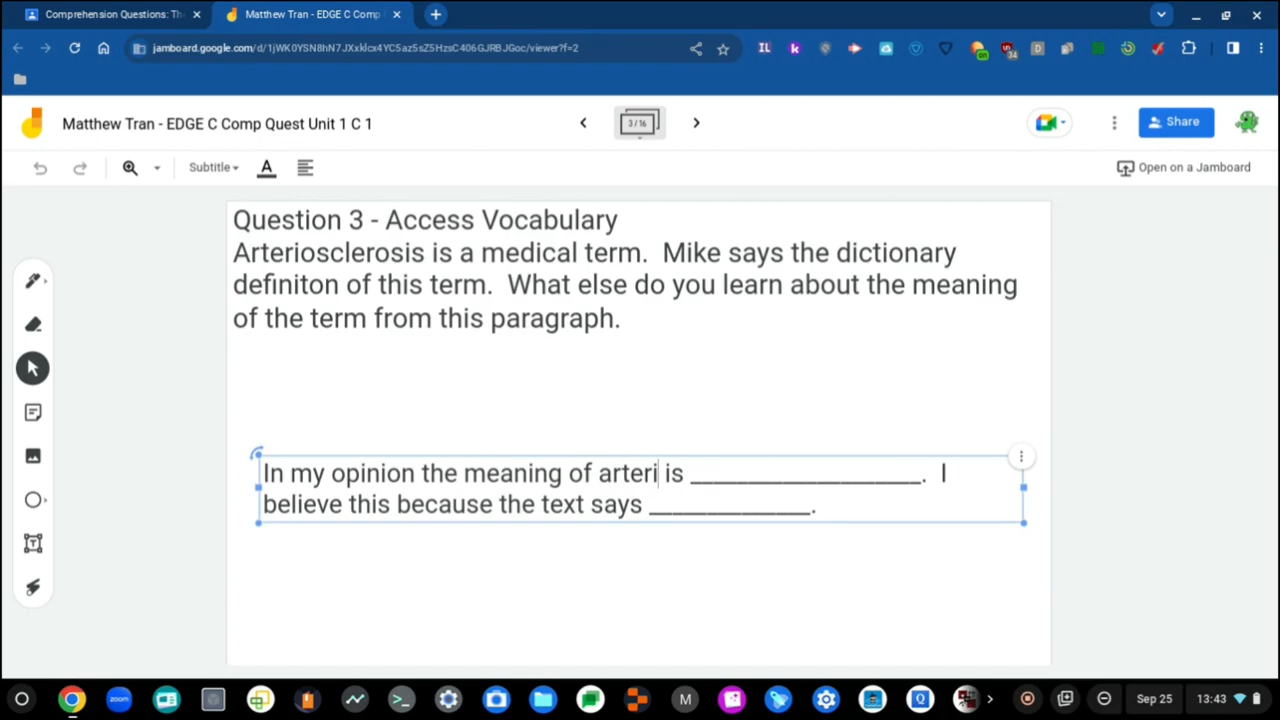 Comprehension Questions: Th
Matthew Tran - EDGE C Comp
jamboard.google.com/d/1jWK0YSN8hN7JXxklcx4YC5az5sZ5HzsC406GJRBJGoc/viewer?f=2
Matthew Tran - EDGE C Comp Quest Unit 1 C 1
3/16
Share
Subtitle
Open on a Jamboard
Question 3 - Access Vocabulary
Arteriosclerosis is a medical term.  Mike says the dictionary
definiton of this term.  What else do you learn about the meaning
of the term from this paragraph.
In my opinion the meaning of arteri is ____________________.  I
believe this because the text says ______________.
zoom
M
Q
Sep 25
13:43